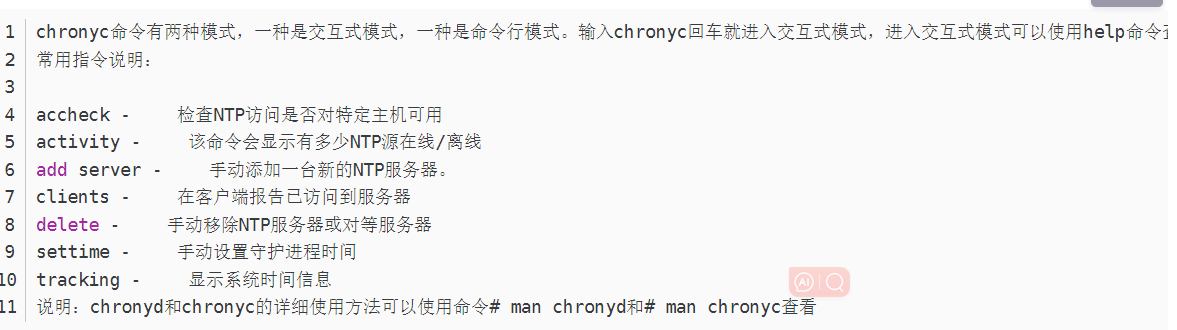 1 chronyc命令有两种模式，一种是交互式模式，一种是命令行模式。输入chronyc回车就进入交互式模式，进入交互式模式可以使用help命令
2 常用指令说明：
3
4 accheck - 检查NTP访问是否对特定主机可用
5 activity - 该命令会显示有多少NTP源在线/离线
6 add server - 手动添加一台新的NTP服务器。
7 clients - 在客户端报告已访问到服务器
8 delete - 手动移除NTP服务器或对等服务器
9 settime - 手动设置守护进程时间
10 tracking - 显示系统时间信息
AI
11 说明：chronyd和chronyc的详细使用方法可以使用命令# man chronyd和# man chronyc查看